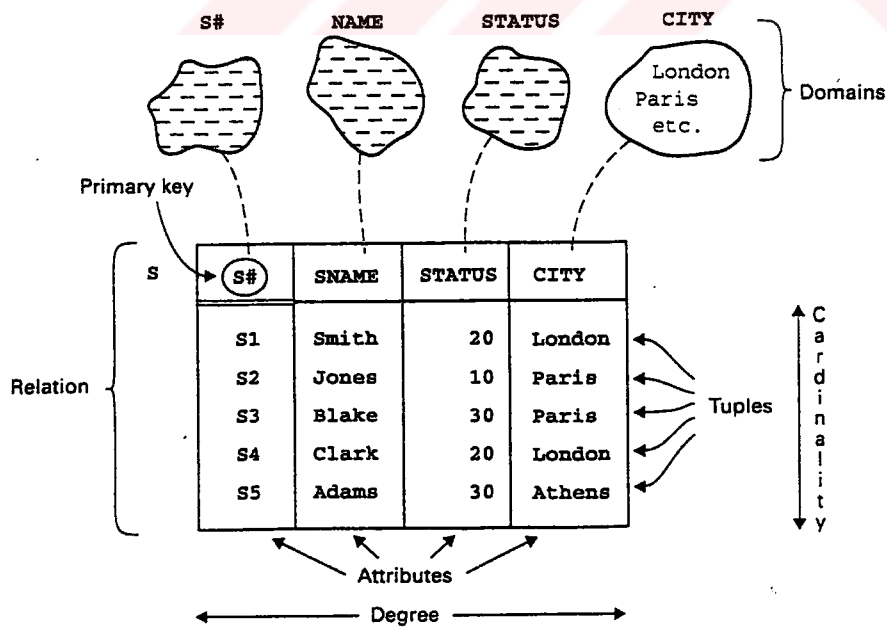 S# NAME STATUS CITY
London
Paris
etc.
Domains
Primary key
S S# SNAME STATUS CITY
S1 Smith 20 London
S2 Jones 10 Paris
S3 Blake 30 Paris
S4 Clark 20 London
S5 Adams 30 Athens
Relation
Tuples
Cardinality
Attributes
Degree